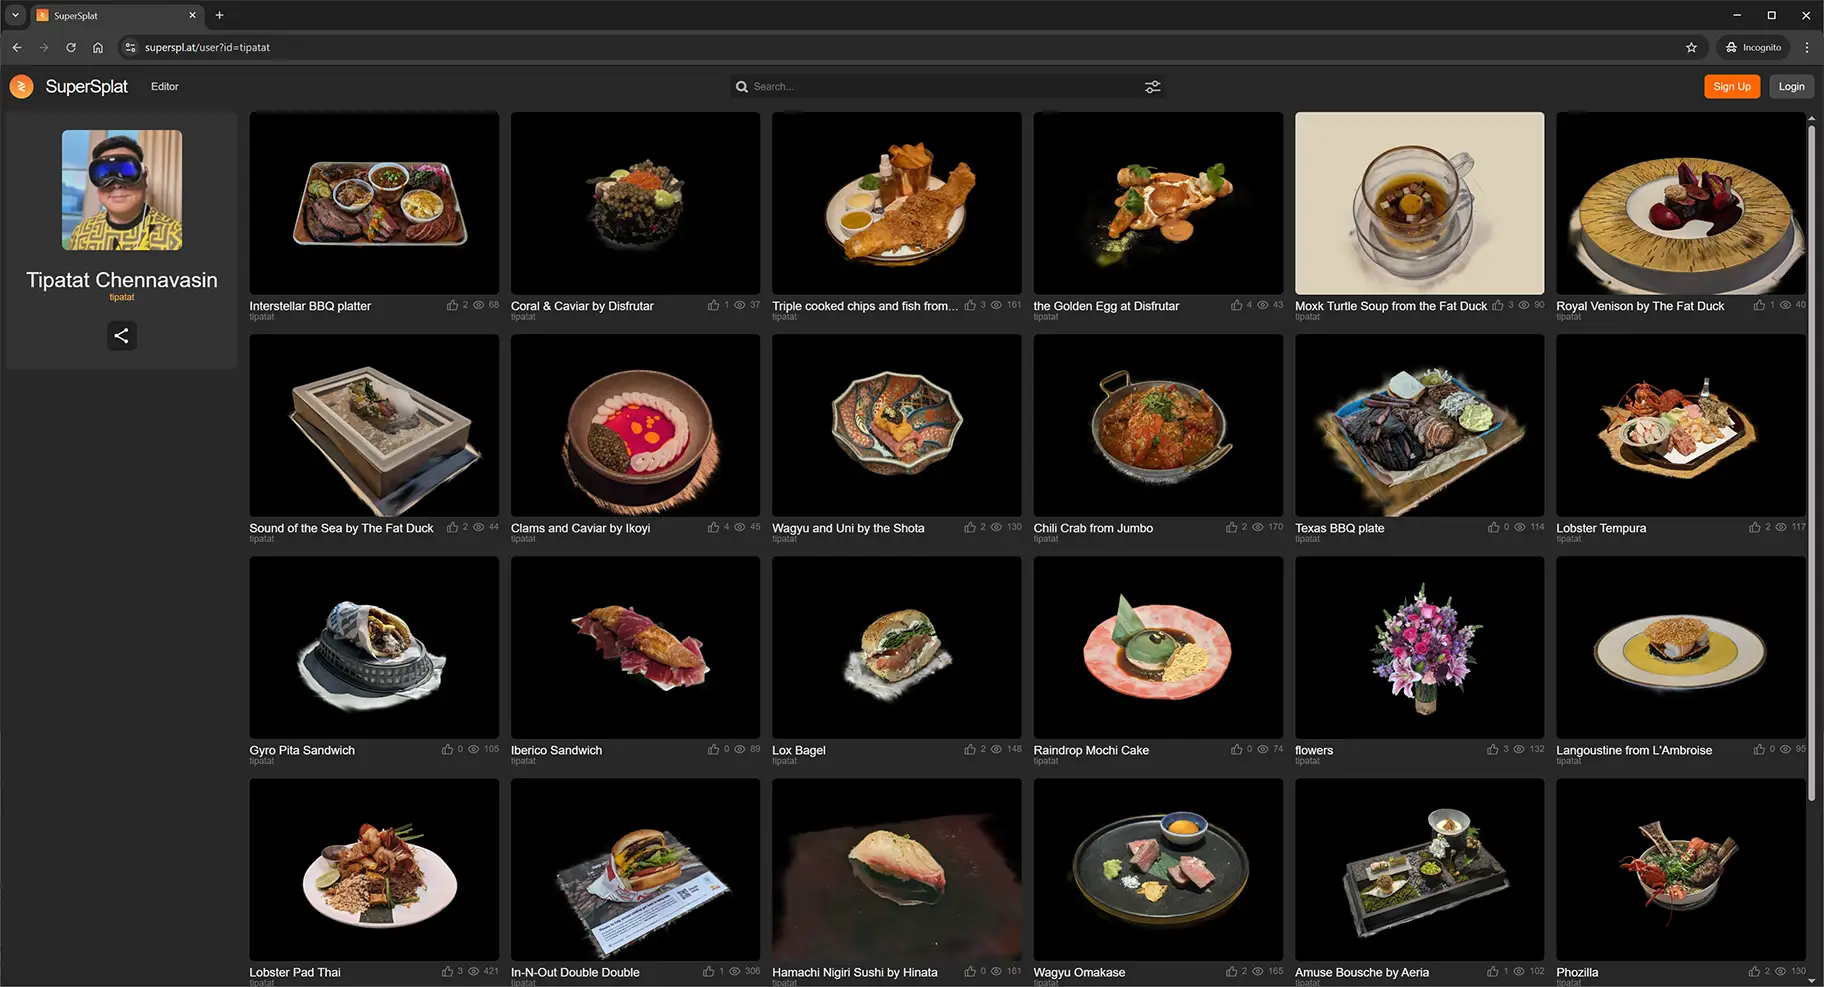 SuperSplat
superspl.at/user?id=tipatat
Incognito
SuperSplat
Editor
Search...
Sign Up
Login
Tipatat Chennavasin
tipatat
Interstellar BBQ platter 2 68
tipatat
Coral & Caviar by Disfrutar 1 37
tipatat
Triple cooked chips and fish from... 3 161
tipatat
the Golden Egg at Disfrutar 4 43
tipatat
Moxk Turtle Soup from the Fat Duck 3 90
tipatat
Royal Venison by The Fat Duck 1 40
tipatat
Sound of the Sea by The Fat Duck 2 44
tipatat
Clams and Caviar by Ikoyi 4 45
tipatat
Wagyu and Uni by the Shota 2 130
tipatat
Chili Crab from Jumbo 2 170
tipatat
Texas BBQ plate 0 114
tipatat
Lobster Tempura 2 117
tipatat
Gyro Pita Sandwich 0 105
tipatat
Iberico Sandwich 0 89
tipatat
Lox Bagel 2 148
tipatat
Raindrop Mochi Cake 0 74
tipatat
flowers 3 132
tipatat
Langoustine from L'Ambroise 0 95
tipatat
Lobster Pad Thai 3 421
tipatat
In-N-Out Double Double 1 306
tipatat
Hamachi Nigiri Sushi by Hinata 0 161
tipatat
Wagyu Omakase 2 165
tipatat
Amuse Bousche by Aeria 1 102
tipatat
Phozilla 2 130
tipatat